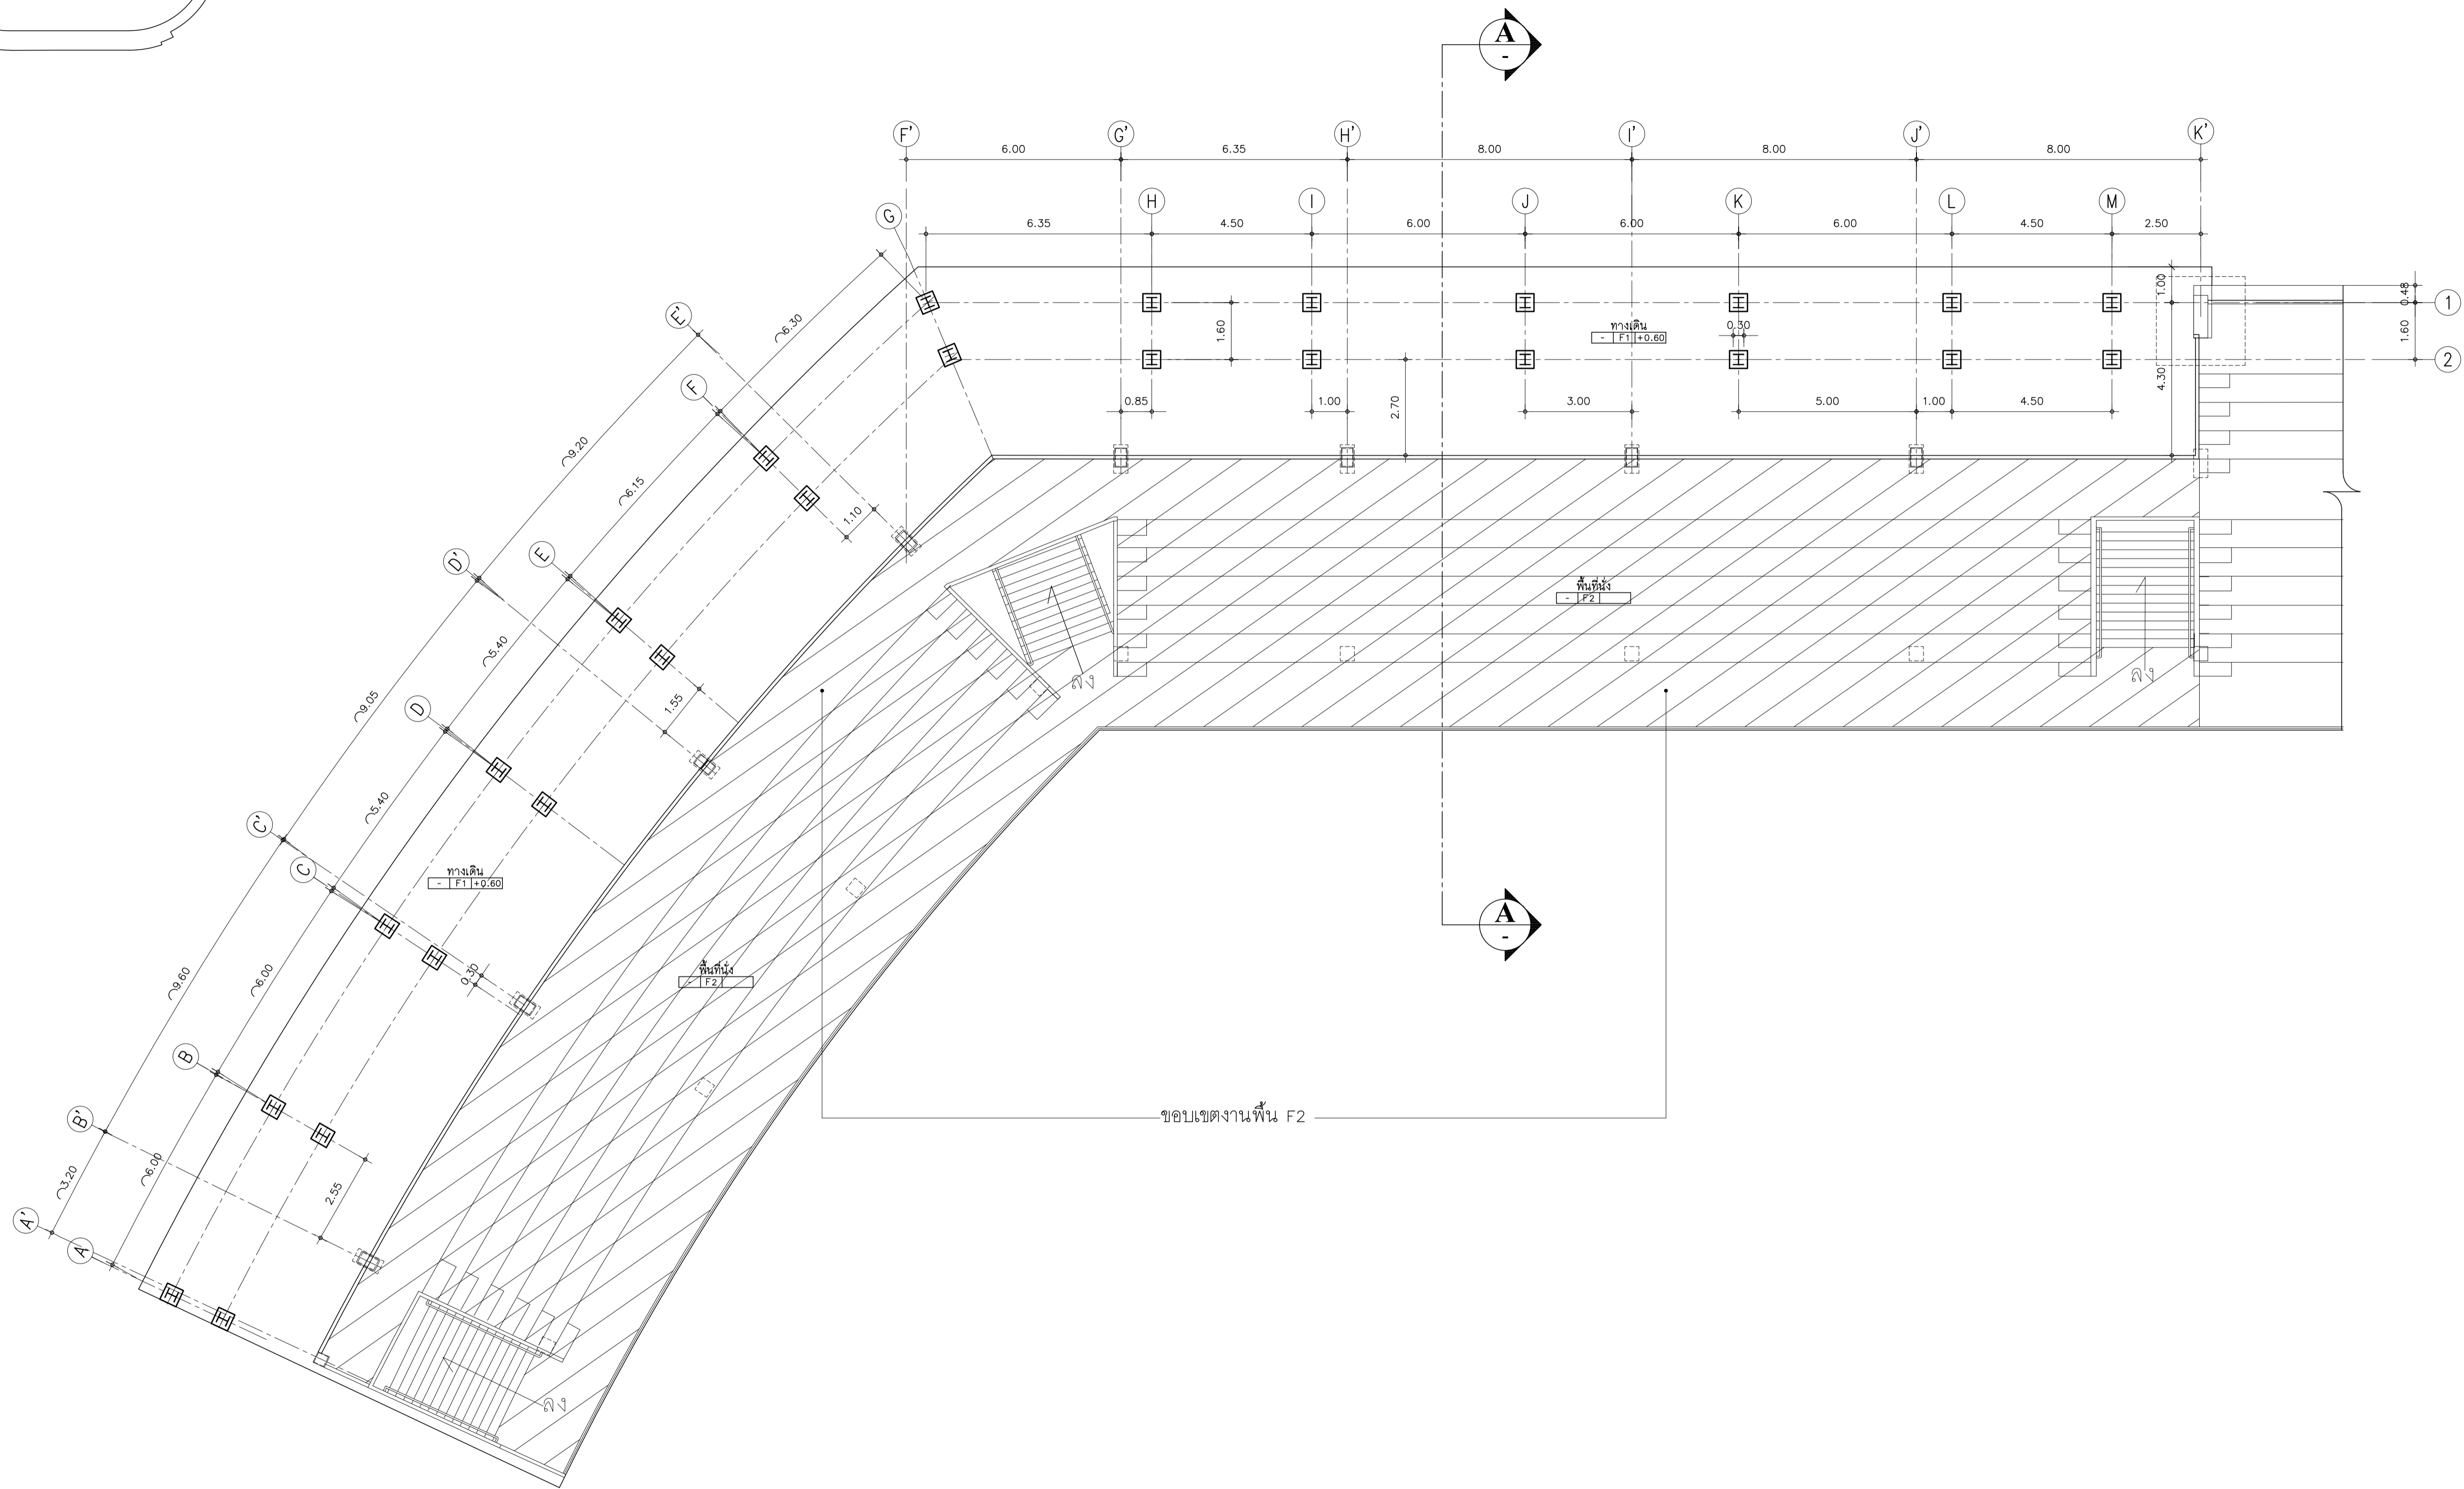 A
-
F' G' H' I' J' K'
6.00 6.35 8.00 8.00 8.00
G H I J K L M
6.35 4.50 6.00 6.00 6.00 4.50 2.50
1.00
0.48
1
1.60
2
4.30
E'
6.30
1.60
ทางเดิน
- F1 +0.60
0.30
F
0.85 1.00 2.70 3.00 5.00 1.00 4.50
9.20
6.15
1.10
D'
E
พื้นที่นั่ง
- F2
5.40
ลง
ลง
9.05
D
1.55
C'
5.40
C
ทางเดิน
- F1 +0.60
A
-
9.60
6.00
0.30
พื้นที่นั่ง
- F2
B
B'
ขอบเขตงานพื้น F2
3.20
6.00
2.55
A'
A
ลง